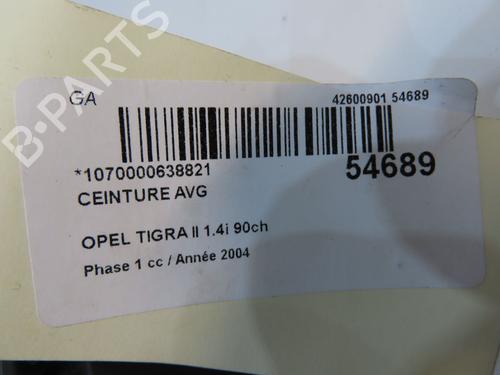 B-PARTS
GA
42600901 54689
*1070000638821
54689
CEINTURE AVG
OPEL TIGRA II 1.4i 90ch
Phase 1 cc / Année 2004